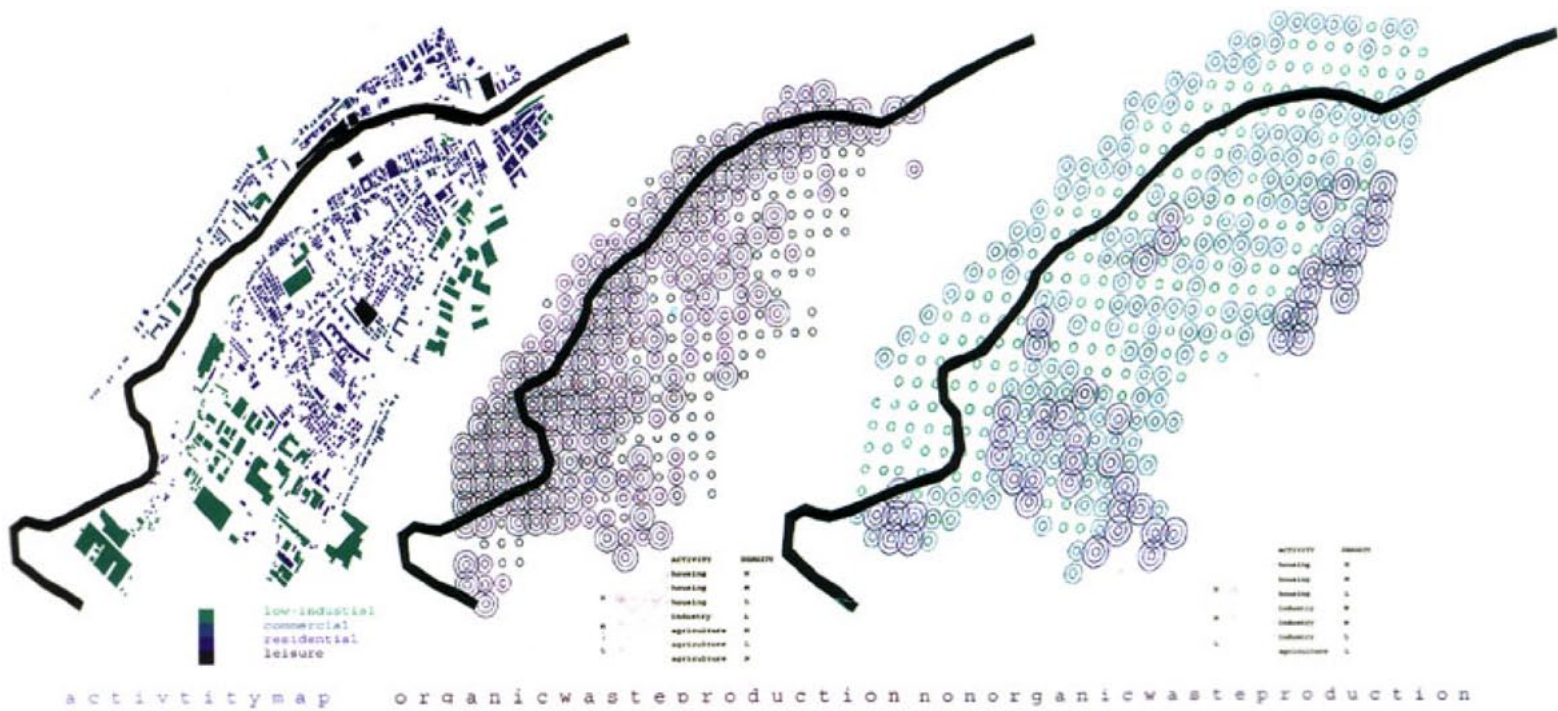 low-industial
commercial
residential
leisure
ACTIVITY DENSITY
housing H
housing M
housing L
industry L
agriculture H
agriculture L
agriculture M
ACTIVITY DENSITY
housing H
housing M
housing L
industry H
industry M
industry L
agriculture L
activtitymap
organicwasteproduction
nonorganicwasteproduction